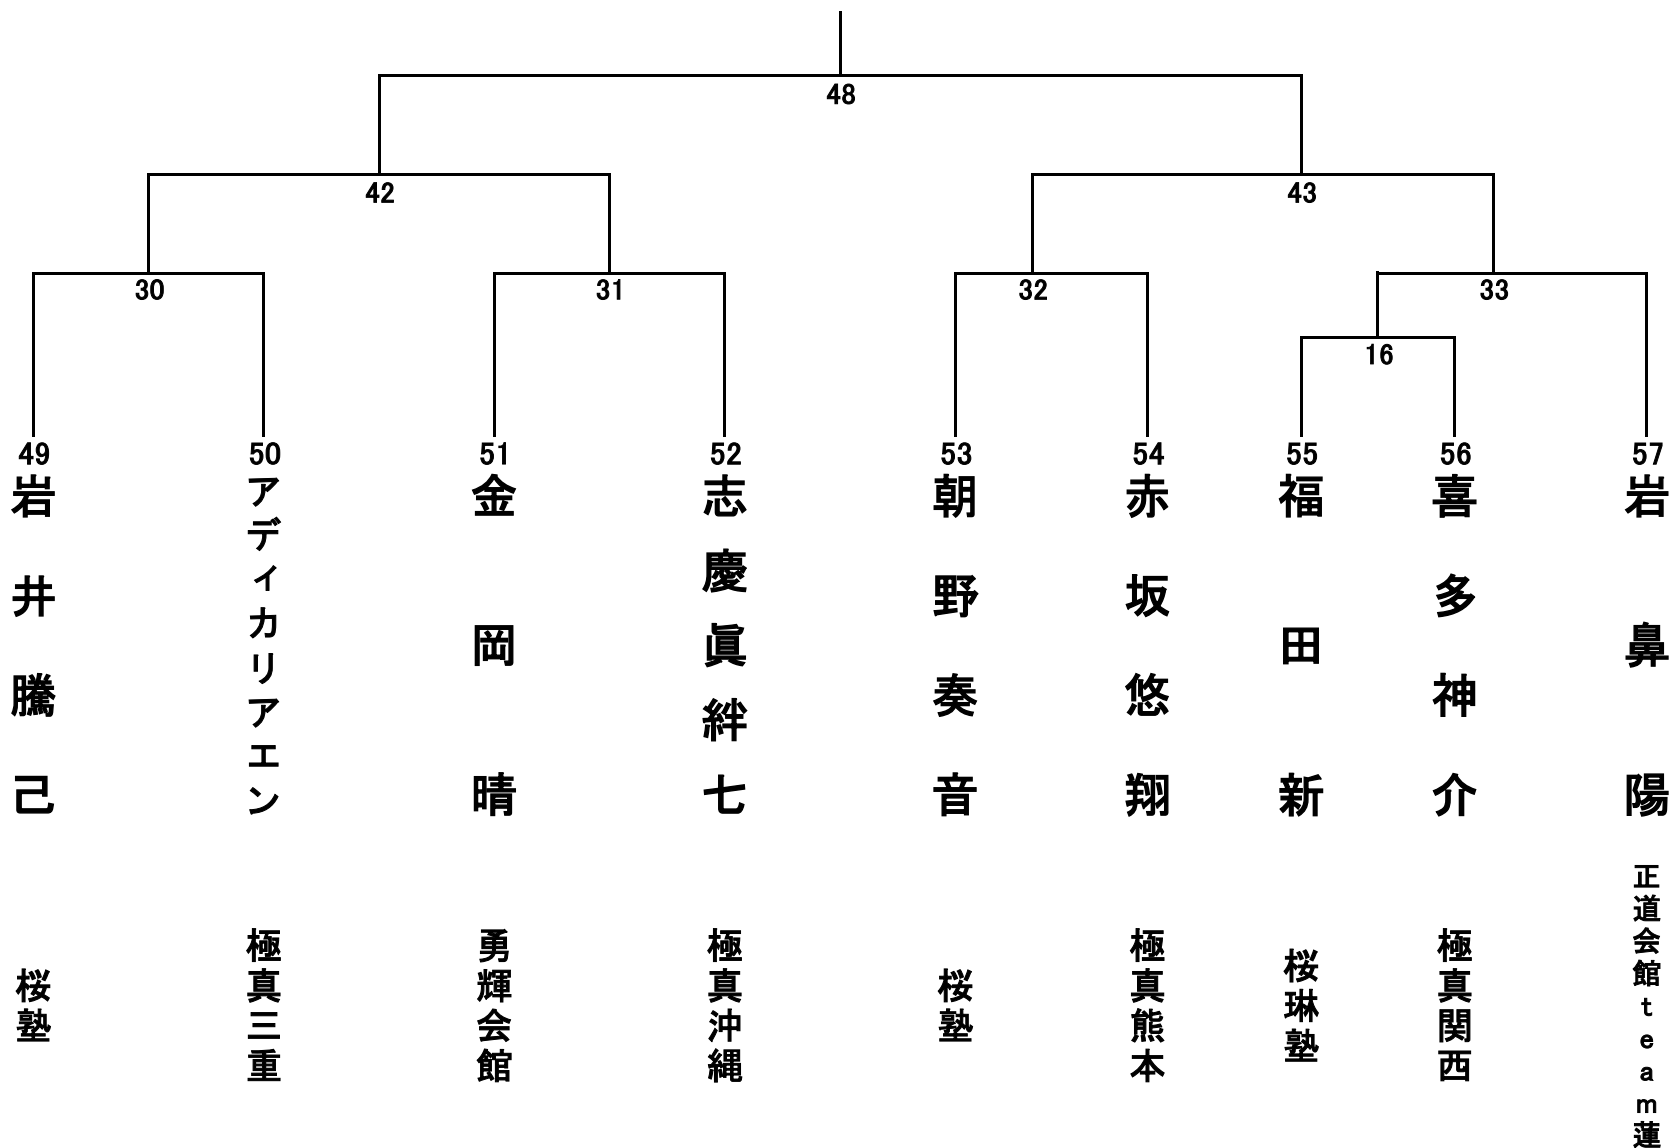 48
42
43
30
31
32
33
16
49
50
51
52
53
54
55
56
57
岩井騰己
アディカリアエン
金岡晴
志慶眞絆七
朝野奏音
赤坂悠翔
福田新
喜多神介
岩鼻陽
桜塾
極真三重
勇輝会館
極真沖縄
桜塾
極真熊本
桜琳塾
極真関西
正道会館team蓮